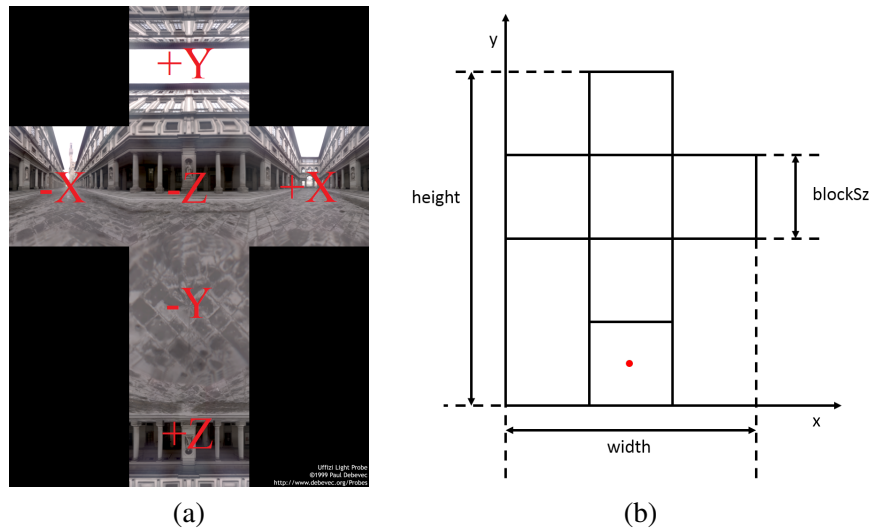 +Y
-X
-Z
+X
-Y
+Z
Uffizi Light Probe
©1999 Paul Debevec
http://www.debevec.org/Probes
(a)
y
height
blockSz
x
width
(b)